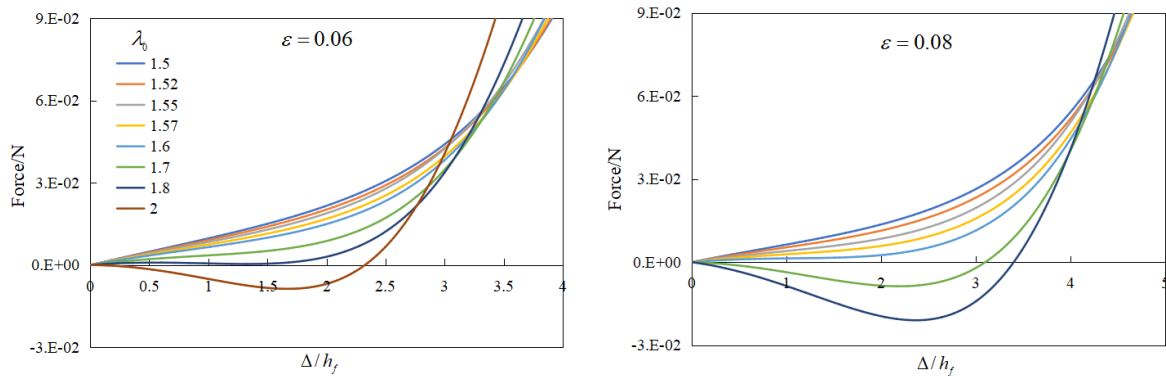 9.E-02
6.E-02
3.E-02
0.E+00
-3.E-02
Force/N
λ₀
1.5
1.52
1.55
1.57
1.6
1.7
1.8
2
ε = 0.06
0 0.5 1 1.5 2 2.5 3 3.5 4
Δ/h_f
9.E-02
6.E-02
3.E-02
0.E+00
-3.E-02
Force/N
ε = 0.08
0 1 2 3 4 5
Δ/h_f